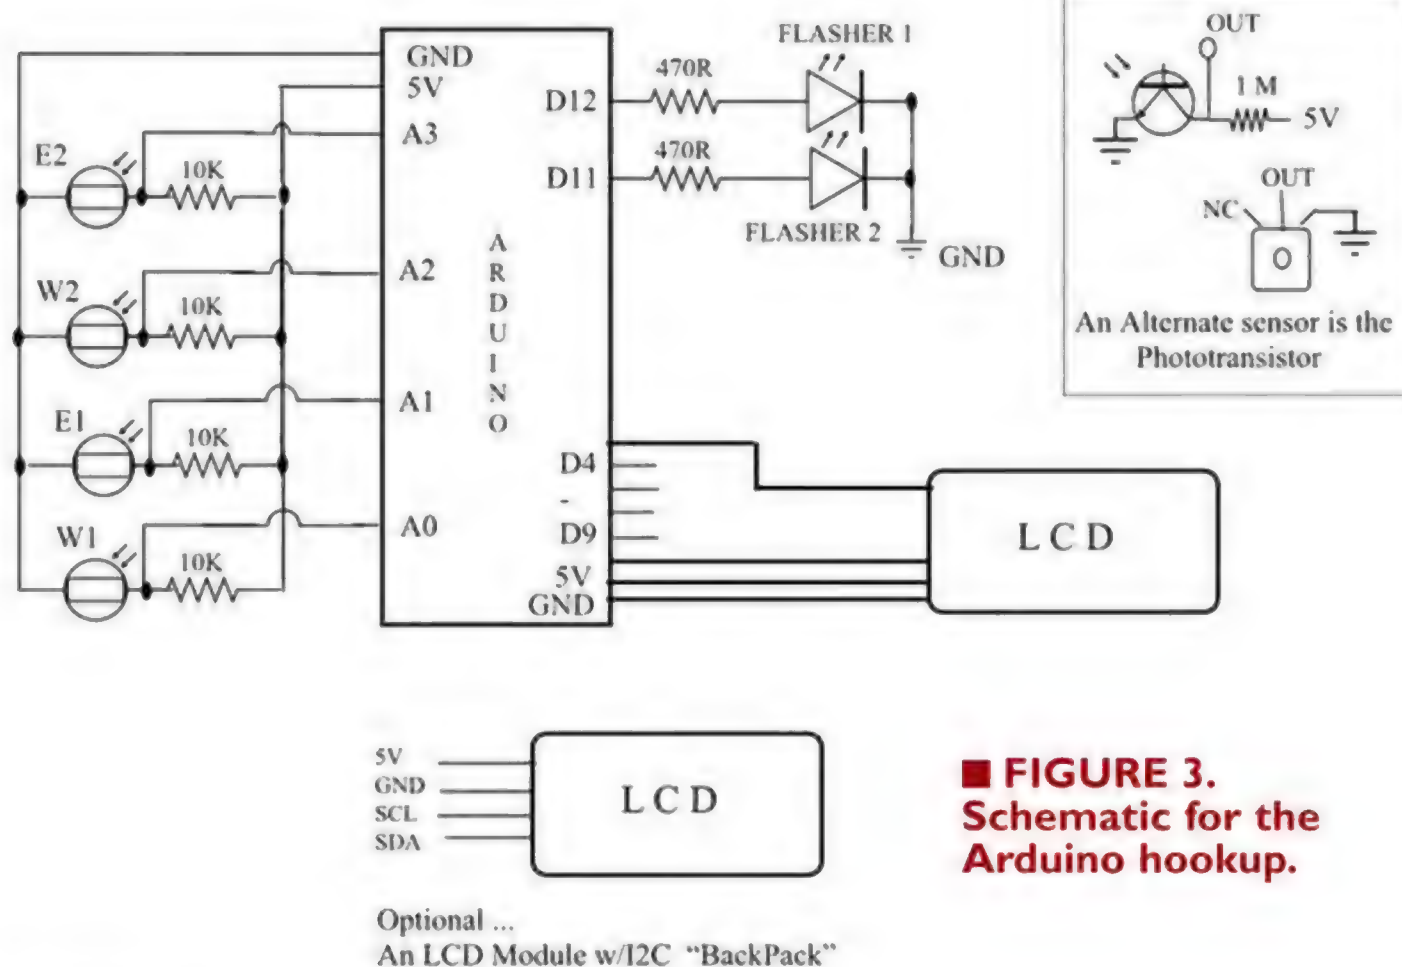 GND
5V
A3
E2
10K
A2
W2
10K
A1
E1
10K
A0
W1
10K
ARDUINO
D12
470R
FLASHER 1
D11
470R
FLASHER 2
GND
D4
-
D9
5V
GND
LCD
OUT
1 M
5V
OUT
NC
An Alternate sensor is the
Phototransistor
5V
GND
SCL
SDA
LCD
Optional ...
An LCD Module w/I2C "BackPack"
FIGURE 3.
Schematic for the
Arduino hookup.